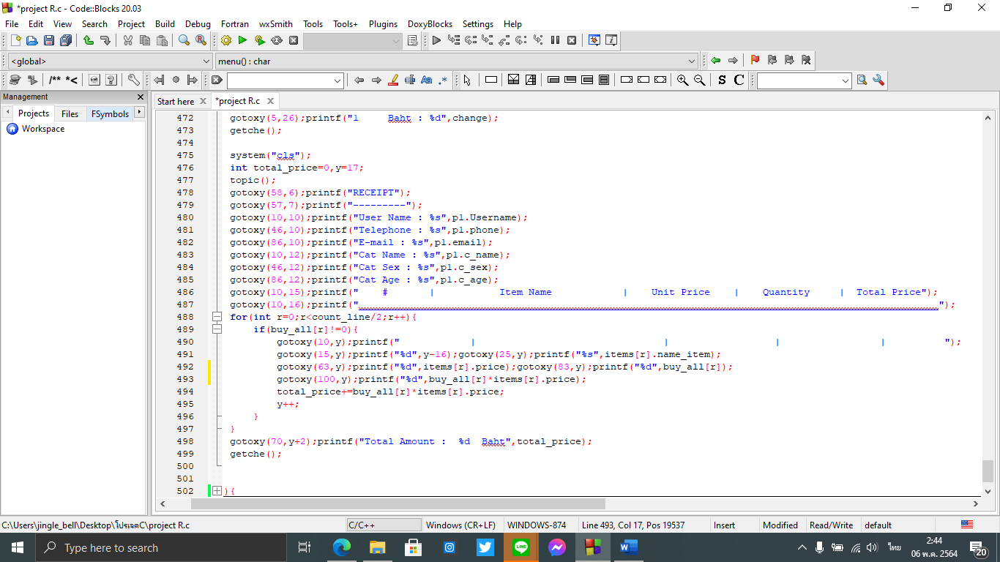 *project R.c - Code::Blocks 20.03
File Edit View Search Project Build Debug Fortran wxSmith Tools Tools+ Plugins DoxyBlocks Settings Help
<global> menu() : char
/** *< Aa .* S C
Management
Start here *project R.c
Projects Files FSymbols
Workspace
472 gotoxy(5,26);printf("1     Baht : %d",change);
473 getche();
474
475 system("cls");
476 int total_price=0,y=17;
477 topic();
478 gotoxy(58,6);printf("RECEIPT");
479 gotoxy(57,7);printf("---------");
480 gotoxy(10,10);printf("User Name : %s",p1.Username);
481 gotoxy(46,10);printf("Telephone : %s",p1.phone);
482 gotoxy(86,10);printf("E-mail : %s",p1.email);
483 gotoxy(10,12);printf("Cat Name : %s",p1.c_name);
484 gotoxy(46,12);printf("Cat Sex : %s",p1.c_sex);
485 gotoxy(86,12);printf("Cat Age : %s",p1.c_age);
486 gotoxy(10,15);printf("    #       |           Item Name            |    Unit Price    |    Quantity     |  Total Price");
487 gotoxy(10,16);printf("___________________________________________________________________________________________________");
488 for(int r=0;r<count_line/2;r++){
489 if(buy_all[r]!=0){
490 gotoxy(10,y);printf("            |                                |                  |                 |          ");
491 gotoxy(15,y);printf("%d",y-16);gotoxy(25,y);printf("%s",items[r].name_item);
492 gotoxy(63,y);printf("%d",items[r].price);gotoxy(83,y);printf("%d",buy_all[r]);
493 gotoxy(100,y);printf("%d",buy_all[r]*items[r].price);
494 total_price+=buy_all[r]*items[r].price;
495 y++;
496 }
497 }
498 gotoxy(70,y+2);printf("Total Amount :  %d  Baht",total_price);
499 getche();
500
501
502 ){
C:\Users\jingle_bell\Desktop\โปรเจคC\project R.c C/C++ Windows (CR+LF) WINDOWS-874 Line 493, Col 17, Pos 19537 Insert Modified Read/Write default
Type here to search
ไทย
2:44
06 พ.ค. 2564
20